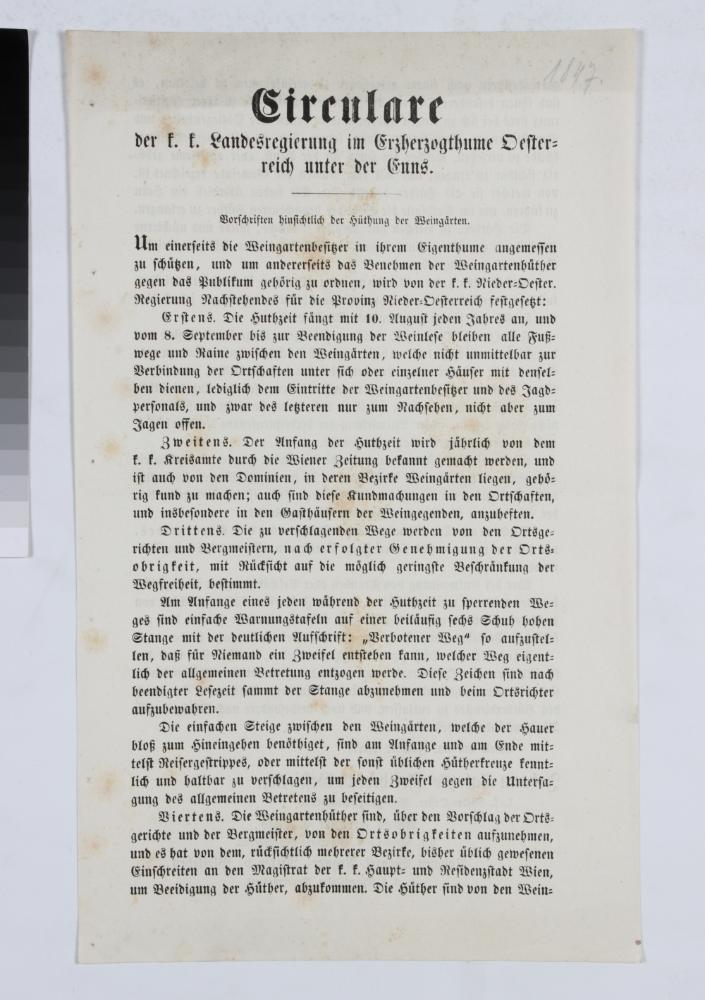 1847.
Circulare
der k. k. Landesregierung im Erzherzogthume Oester-
reich unter der Enns.
Vorschriften hinsichtlich der Hüthung der Weingärten.
Um einerseits die Weingartenbesitzer in ihrem Eigenthume angemessen
zu schützen, und um andererseits das Benehmen der Weingartenhüther
gegen das Publikum gehörig zu ordnen, wird von der k. k. Nieder-Oester.
Regierung Nachstehendes für die Provinz Nieder-Oesterreich festgesetzt:
Erstens. Die Huthzeit fängt mit 10. August jeden Jahres an, und
vom 8. September bis zur Beendigung der Weinlese bleiben alle Fuß-
wege und Raine zwischen den Weingärten, welche nicht unmittelbar zur
Verbindung der Ortschaften unter sich oder einzelner Häuser mit densel-
ben dienen, lediglich dem Eintritte der Weingartenbesitzer und des Jagd-
personals, und zwar des letzteren nur zum Nachsehen, nicht aber zum
Jagen offen.
Zweitens. Der Anfang der Huthzeit wird jährlich von dem
k. k. Kreisamte durch die Wiener Zeitung bekannt gemacht werden, und
ist auch von den Dominien, in deren Bezirke Weingärten liegen, gehö-
rig kund zu machen; auch sind diese Kundmachungen in den Ortschaften,
und insbesondere in den Gasthäusern der Weingegenden, anzuheften.
Drittens. Die zu verschlagenden Wege werden von den Ortsge-
richten und Bergmeistern, nach erfolgter Genehmigung der Orts-
obrigkeit, mit Rücksicht auf die möglich geringste Beschränkung der
Wegfreiheit, bestimmt.
Am Anfange eines jeden während der Huthzeit zu sperrenden We-
ges sind einfache Warnungstafeln auf einer beiläufig sechs Schuh hohen
Stange mit der deutlichen Aufschrift: „Verbotener Weg“ so aufzustel-
len, daß für Niemand ein Zweifel entstehen kann, welcher Weg eigent-
lich der allgemeinen Betretung entzogen werde. Diese Zeichen sind nach
beendigter Lesezeit sammt der Stange abzunehmen und beim Ortsrichter
aufzubewahren.
Die einfachen Steige zwischen den Weingärten, welche der Hauer
bloß zum Hineingehen benöthiget, sind am Anfange und am Ende mit-
telst Reisergestrippes, oder mittelst der sonst üblichen Hütherkreuze kennt-
lich und haltbar zu verschlagen, um jeden Zweifel gegen die Untersa-
gung des allgemeinen Betretens zu beseitigen.
Viertens. Die Weingartenhüther sind, über den Vorschlag der Orts-
gerichte und der Bergmeister, von den Ortsobrigkeiten aufzunehmen,
und es hat von dem, rücksichtlich mehrerer Bezirke, bisher üblich gewesenen
Einschreiten an den Magistrat der k. k. Haupt- und Residenzstadt Wien,
um Beeidigung der Hüther, abzukommen. Die Hüther sind von den Wein-